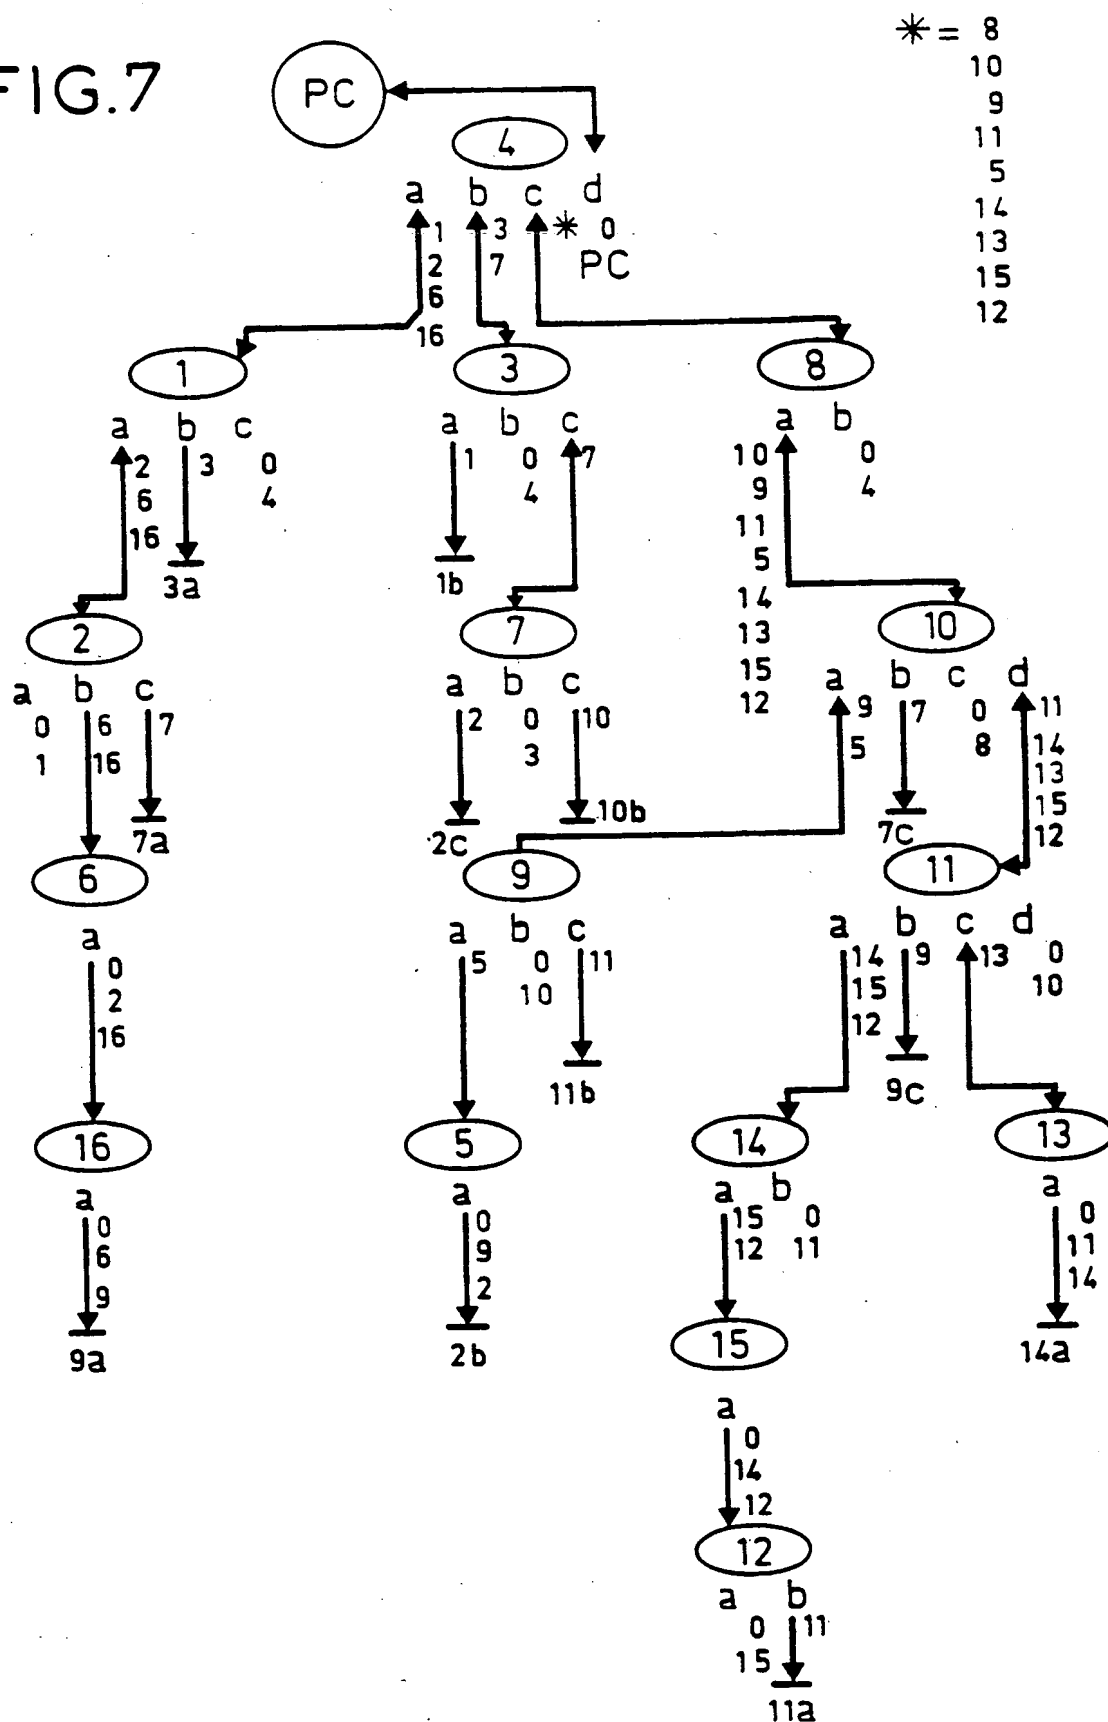 * = 8
10
9
11
5
14
13
15
12
FIG.7
PC
4
a b c d
1 3 * 0
2 7 PC
6
16
1 3 8
a b c
2 3 0
6 4
16
3a
a b c
1 0 7
4
1b
a b
10 0
9 4
11
5
14
13
15
12
2 7 10
a b c
0 6 7
1 16
7a
a b c
2 0 10
3
2c 10b
a b c d
9 7 0 11
5 8 14
13
15
12
7c
6 9 11
a
0
2
16
a b c
5 0 11
10
11b
a b c d
14 9 13 0
15 10
12
9c
16 5 14 13
a
0
6
9
9a
a
0
9
2
2b
a b
15 0
12 11
a
0
11
14
14a
15
a
0
14
12
12
a b
0 11
15
11a